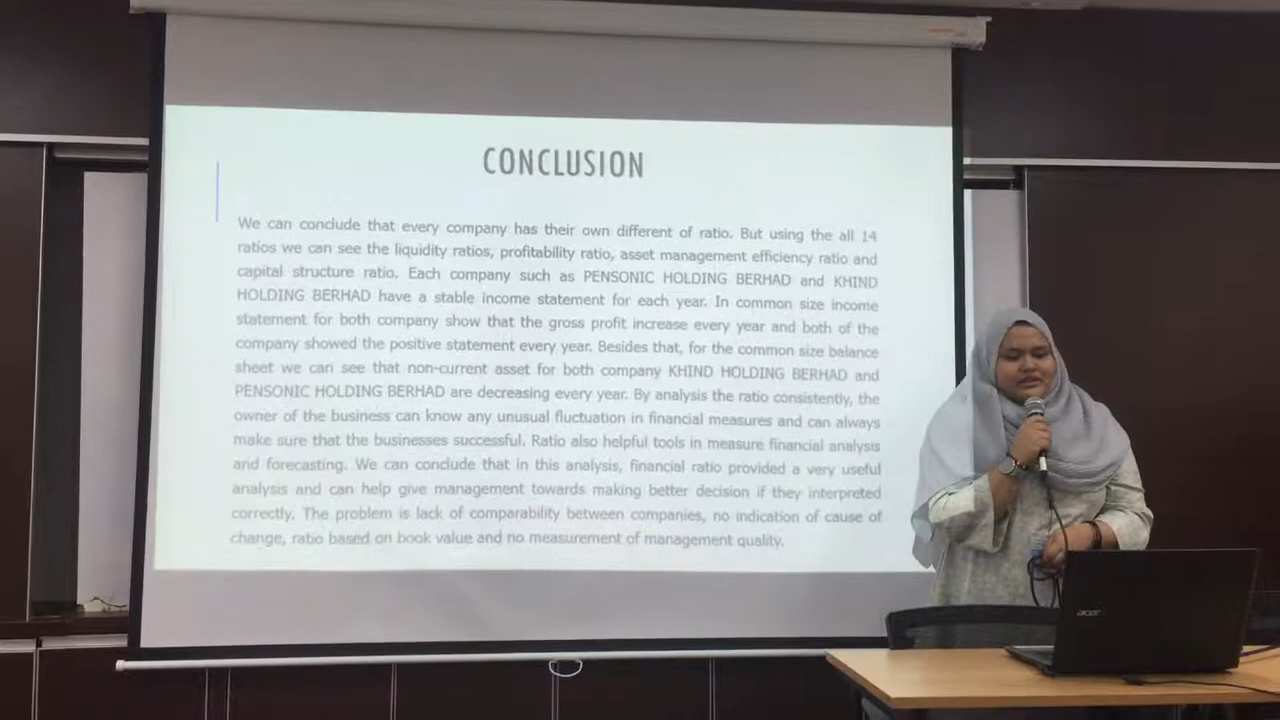 CONCLUSION
We can conclude that every company has their own different of ratio. But using the all 14
ratios we can see the liquidity ratios, profitability ratio, asset management efficiency ratio and
capital structure ratio. Each company such as PENSONIC HOLDING BERHAD and KHIND
HOLDING BERHAD have a stable income statement for each year. In common size income
statement for both company show that the gross profit increase every year and both of the
company showed the positive statement every year. Besides that, for the common size balance
sheet we can see that non-current asset for both company KHIND HOLDING BERHAD and
PENSONIC HOLDING BERHAD are decreasing every year. By analysis the ratio consistently, the
owner of the business can know any unusual fluctuation in financial measures and can always
make sure that the businesses successful. Ratio also helpful tools in measure financial analysis
and forecasting. We can conclude that in this analysis, financial ratio provided a very useful
analysis and can help give management towards making better decision if they interpreted
correctly. The problem is lack of comparability between companies, no indication of cause of
change, ratio based on book value and no measurement of management quality.
acer